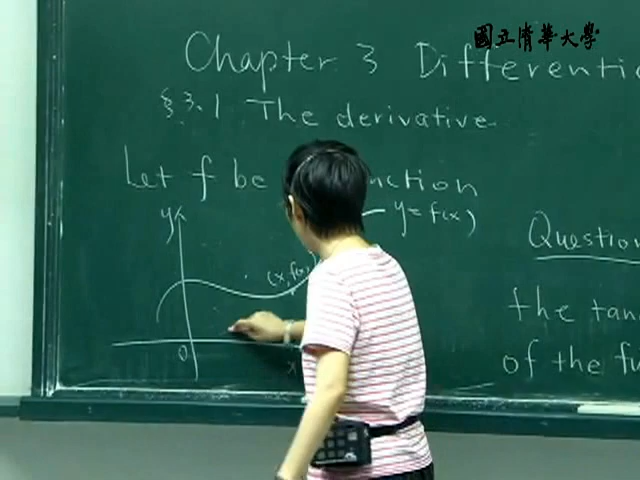 國立清華大學
Chapter 3 Differentia
§3.1 The derivative
Let f be nction
y
y = f(x)
(x, f(x)
Question
the tan
0
x
of the fu